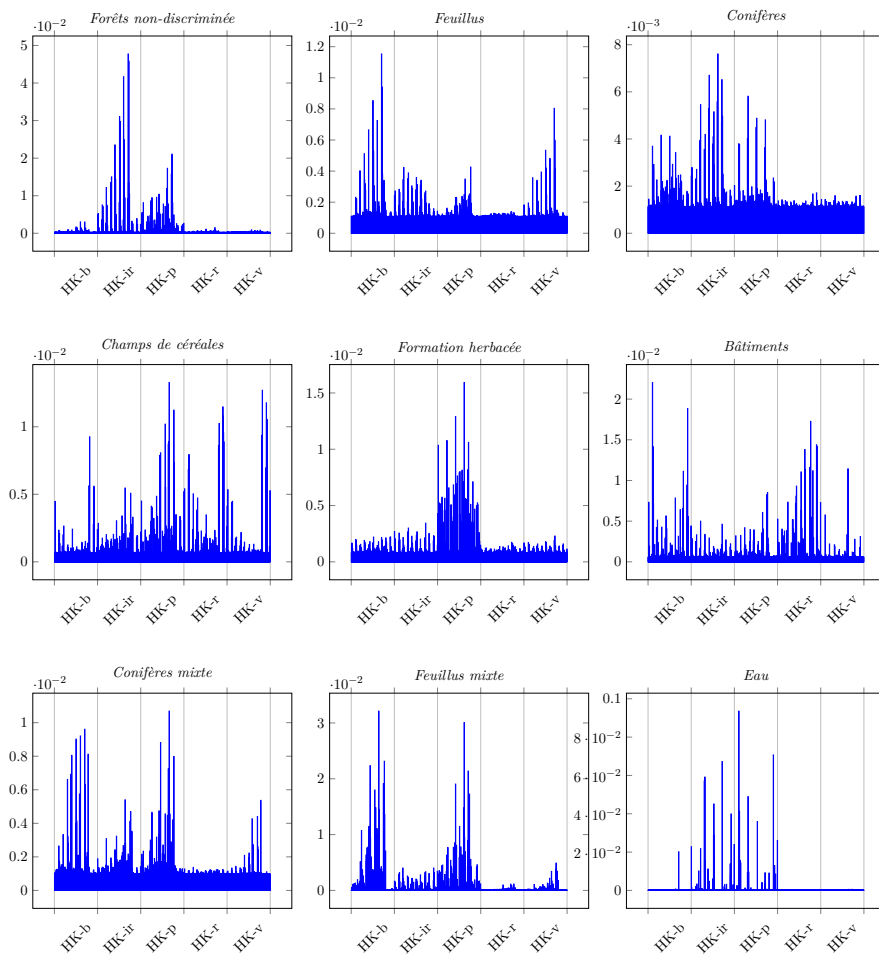 Forêts non-discriminée
·10⁻²
5
4
3
2
1
0
HK-b
HK-ir
HK-p
HK-r
HK-v
Feuillus
·10⁻²
1.2
1
0.8
0.6
0.4
0.2
0
HK-b
HK-ir
HK-p
HK-r
HK-v
Conifères
·10⁻³
8
6
4
2
0
HK-b
HK-ir
HK-p
HK-r
HK-v
Champs de céréales
·10⁻²
1
0.5
0
HK-b
HK-ir
HK-p
HK-r
HK-v
Formation herbacée
·10⁻²
1.5
1
0.5
0
HK-b
HK-ir
HK-p
HK-r
HK-v
Bâtiments
·10⁻²
2
1
0
HK-b
HK-ir
HK-p
HK-r
HK-v
Conifères mixte
·10⁻²
1
0.8
0.6
0.4
0.2
0
HK-b
HK-ir
HK-p
HK-r
HK-v
Feuillus mixte
·10⁻²
3
2
1
0
HK-b
HK-ir
HK-p
HK-r
HK-v
Eau
0.1
8 · 10⁻²
6 · 10⁻²
4 · 10⁻²
2 · 10⁻²
0
HK-b
HK-ir
HK-p
HK-r
HK-v